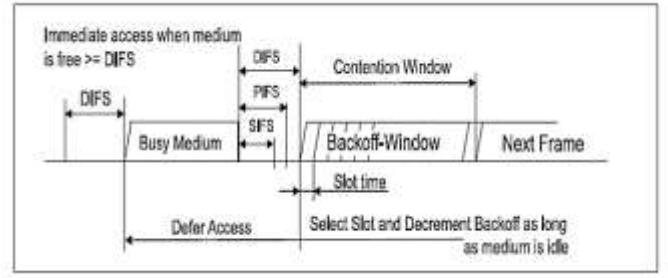 Immediate access when medium
is free >= DIFS
DIFS
Contention Window
DIFS
PIFS
SIFS
Busy Medium
Backoff-Window
Next Frame
Slot time
Defer Access
Select Slot and Decrement Backoff as long
as medium is idle